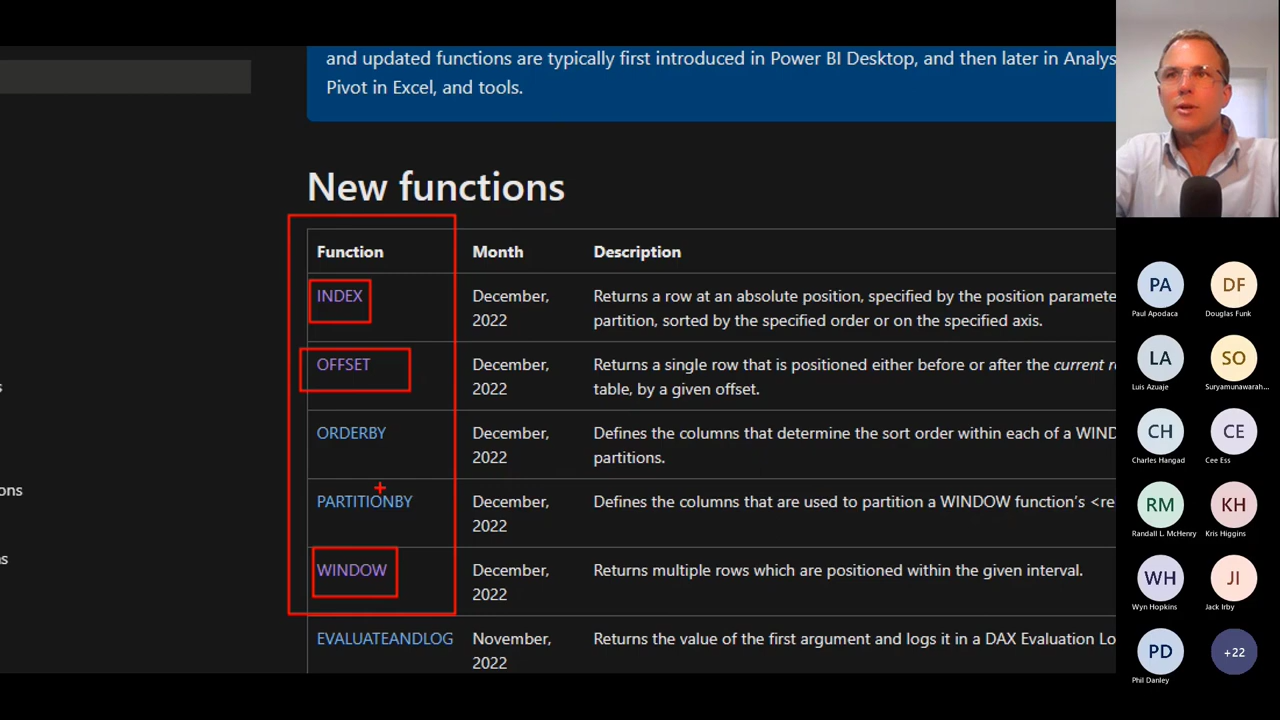 and updated functions are typically first introduced in Power BI Desktop, and then later in Analys
Pivot in Excel, and tools.
New functions
Function Month Description
INDEX December, 2022 Returns a row at an absolute position, specified by the position paramete
partition, sorted by the specified order or on the specified axis.
OFFSET December, 2022 Returns a single row that is positioned either before or after the current r
table, by a given offset.
ORDERBY December, 2022 Defines the columns that determine the sort order within each of a WIND
partitions.
PARTITIONBY December, 2022 Defines the columns that are used to partition a WINDOW function’s <re
WINDOW December, 2022 Returns multiple rows which are positioned within the given interval.
EVALUATEANDLOG November, 2022 Returns the value of the first argument and logs it in a DAX Evaluation Lo
s
ons
ns
PA DF
Paul Apodaca Douglas Funk
LA SO
Luis Azuaje Suryamunawarah...
CH CE
Charles Hangad Cee Ess
RM KH
Randall L. McHenry Kris Higgins
WH JI
Wyn Hopkins Jack Irby
PD +22
Phil Danley